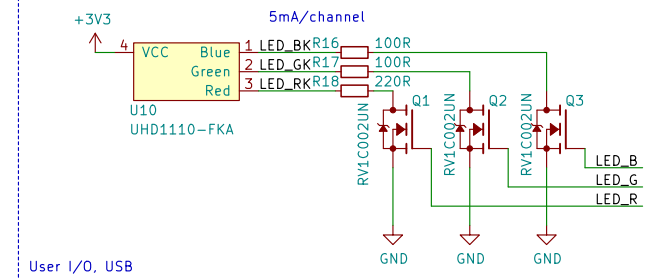 5mA/channel
+3V3
4 VCC Blue 1 LED_BK R16 100R
Green 2 LED_GK R17 100R
Red 3 LED_RK R18 220R
U10
UHD1110-FKA
Q1 Q2 Q3
RV1C002UN RV1C002UN RV1C002UN
LED_B
LED_G
LED_R
GND GND GND
User I/O, USB